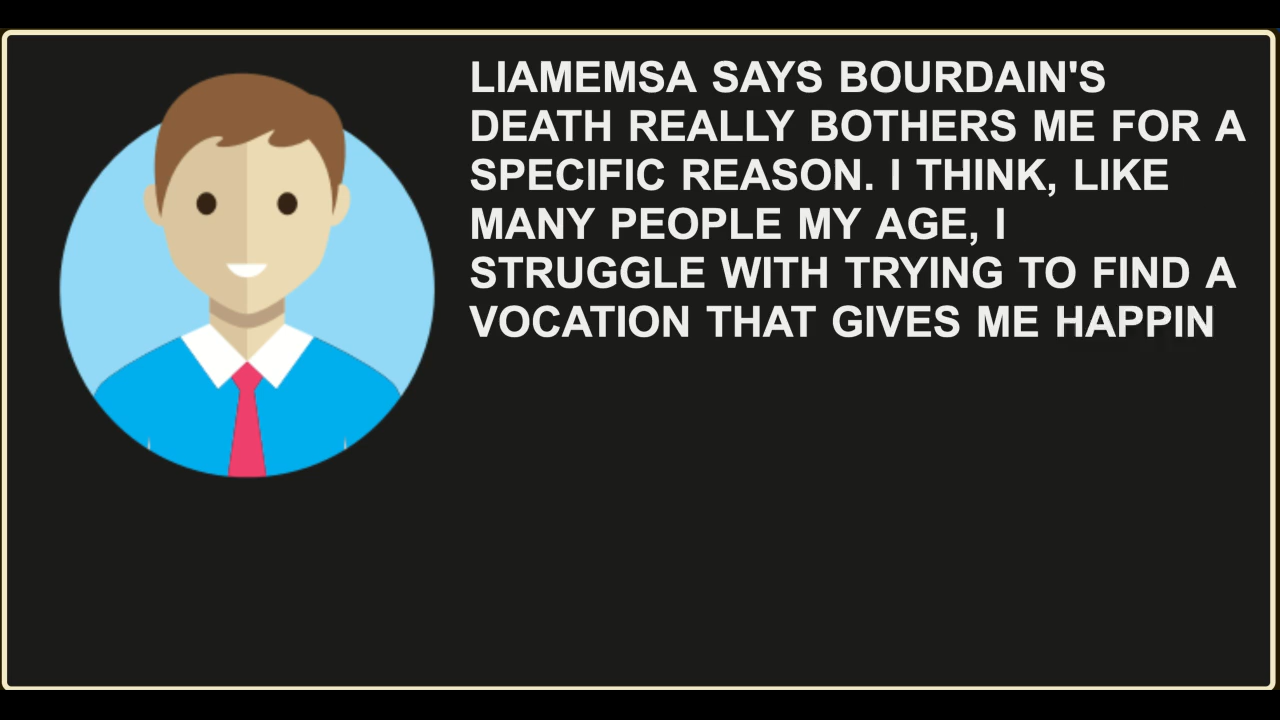 LIAMEMSA SAYS BOURDAIN'S
DEATH REALLY BOTHERS ME FOR A
SPECIFIC REASON. I THINK, LIKE
MANY PEOPLE MY AGE, I
STRUGGLE WITH TRYING TO FIND A
VOCATION THAT GIVES ME HAPPIN